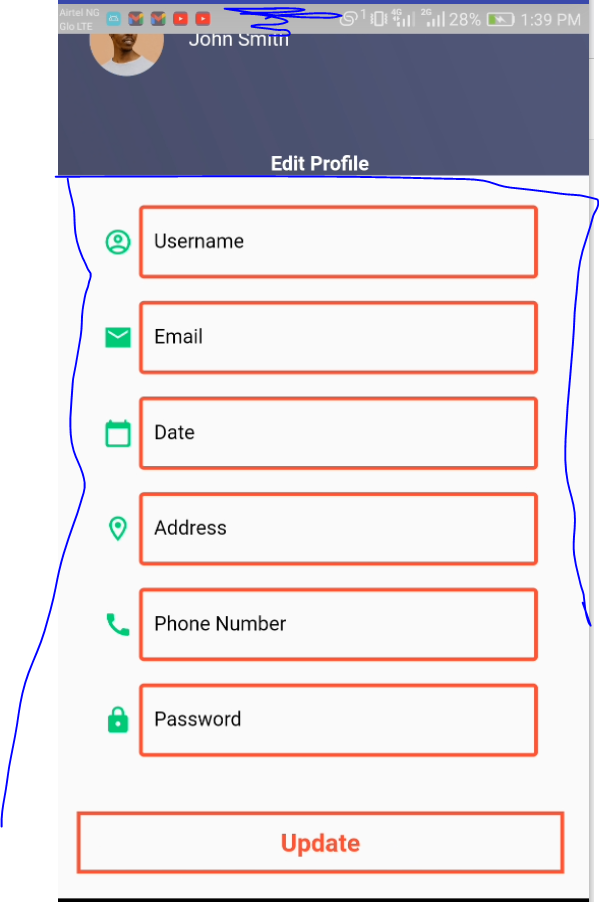 Airtel NG
Glo LTE
1 4G 2G 28% 1:39 PM
John Smith
Edit Profile
Username
Email
Date
Address
Phone Number
Password
Update